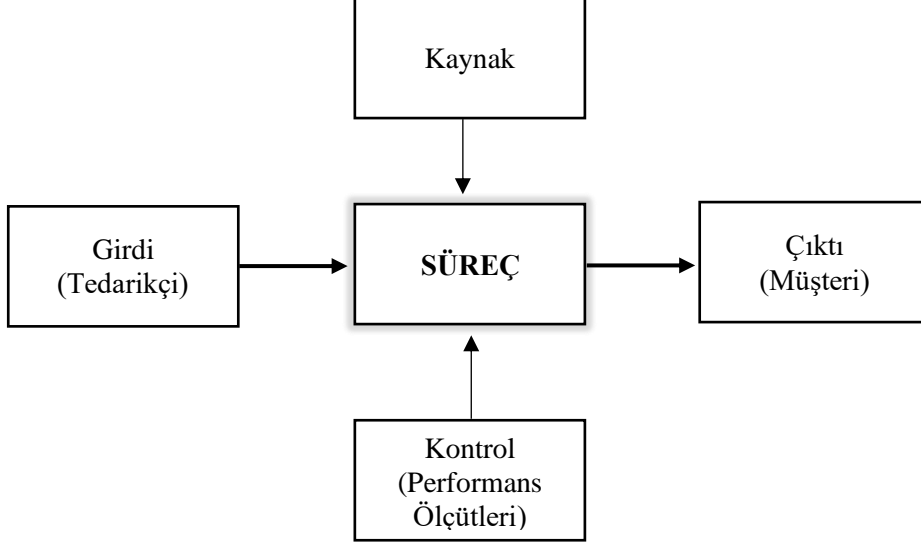 Kaynak
Girdi
(Tedarikçi)
SÜREÇ
Çıktı
(Müşteri)
Kontrol
(Performans
Ölçütleri)